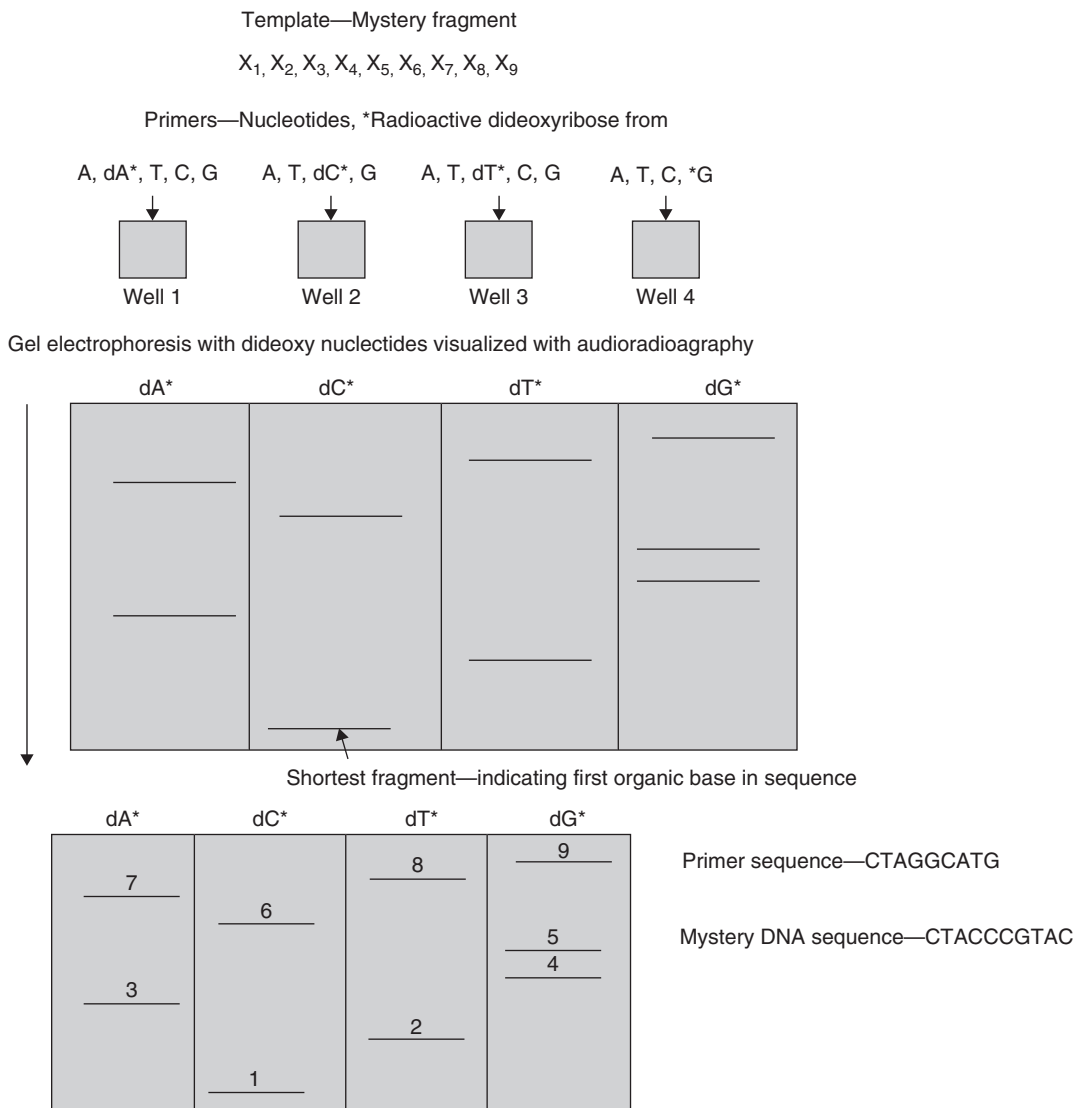 Template—Mystery fragment
X1, X2, X3, X4, X5, X6, X7, X8, X9
Primers—Nucleotides, *Radioactive dideoxyribose from
A, dA*, T, C, G A, T, dC*, G A, T, dT*, C, G A, T, C, *G
Well 1 Well 2 Well 3 Well 4
Gel electrophoresis with dideoxy nuclectides visualized with audioradioagraphy
dA* dC* dT* dG*
Shortest fragment—indicating first organic base in sequence
dA* dC* dT* dG*
9
8
7
6
5
4
3
2
1
Primer sequence—CTAGGCATG
Mystery DNA sequence—CTACCCGTAC